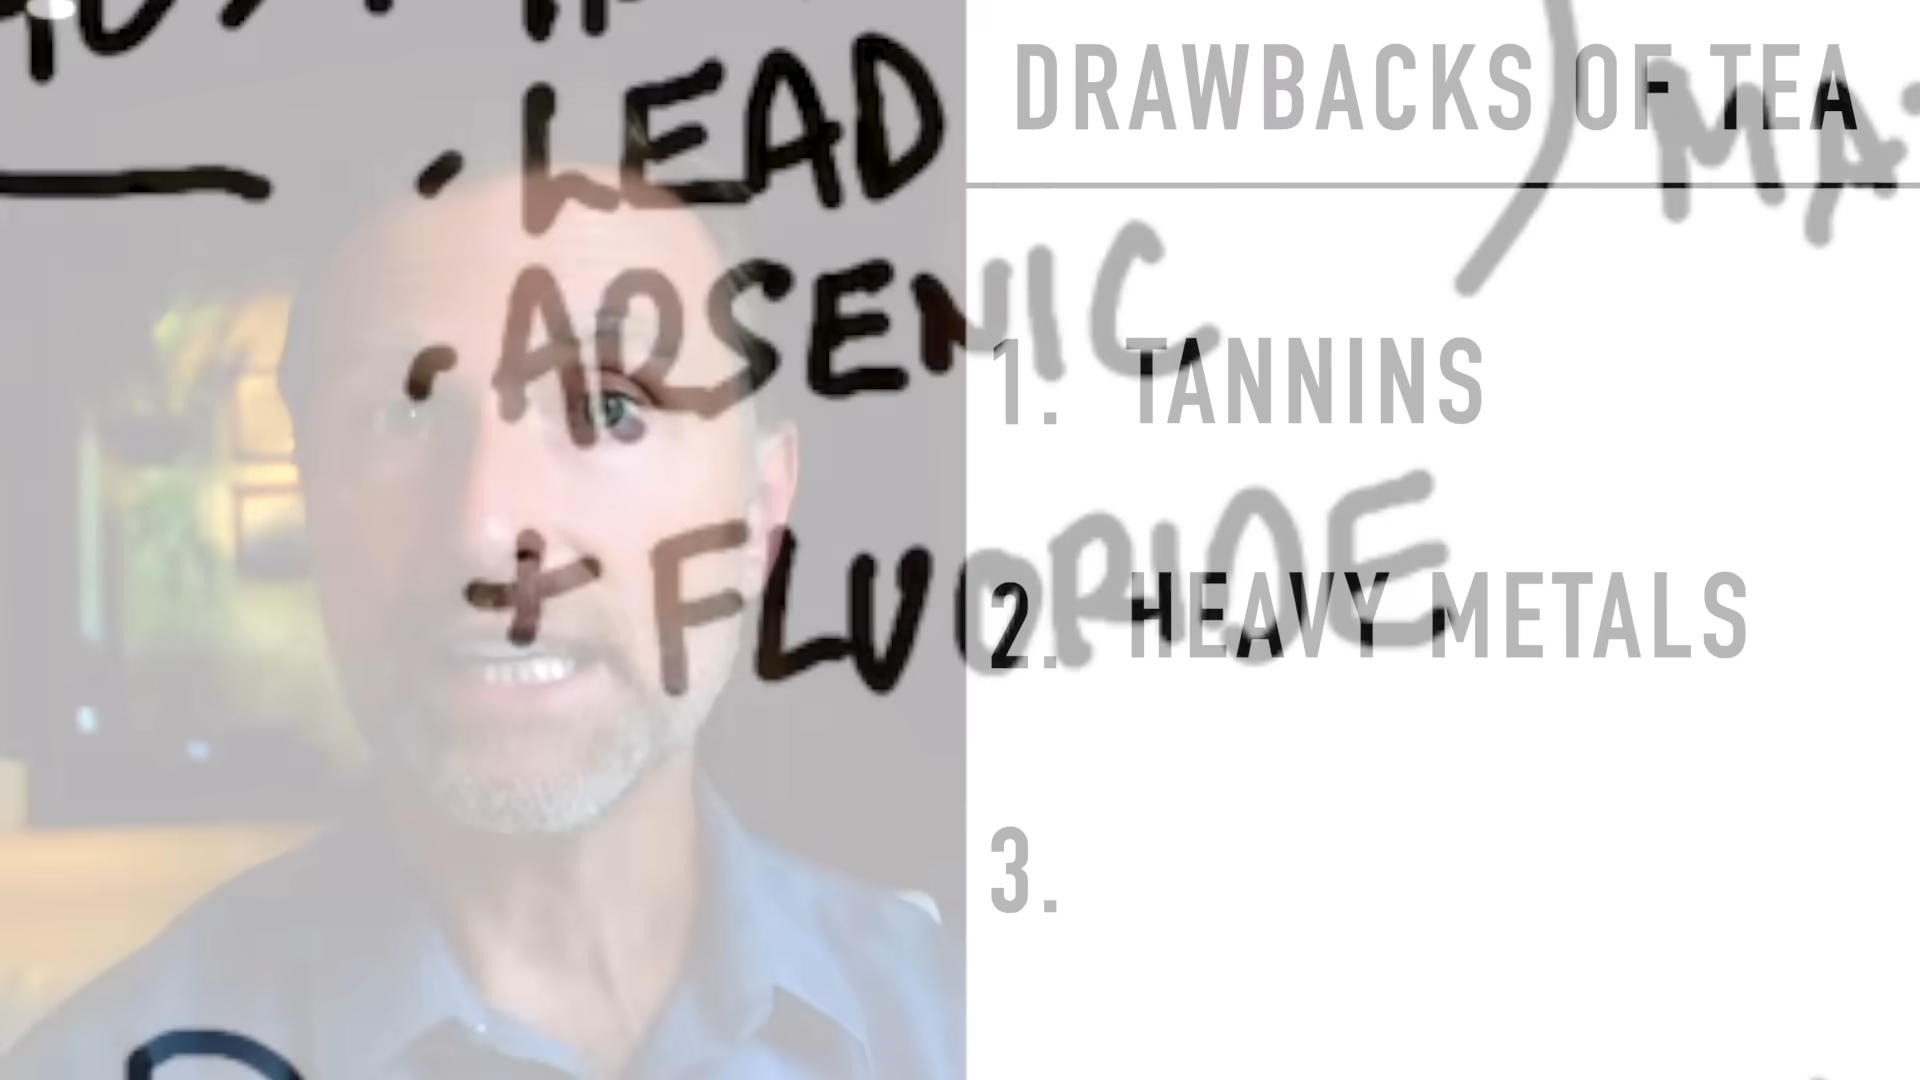 LEAD
ARSENIC
+ FLUORIDE
DRAWBACKS OF TEA
1. TANNINS
2. HEAVY METALS
3.